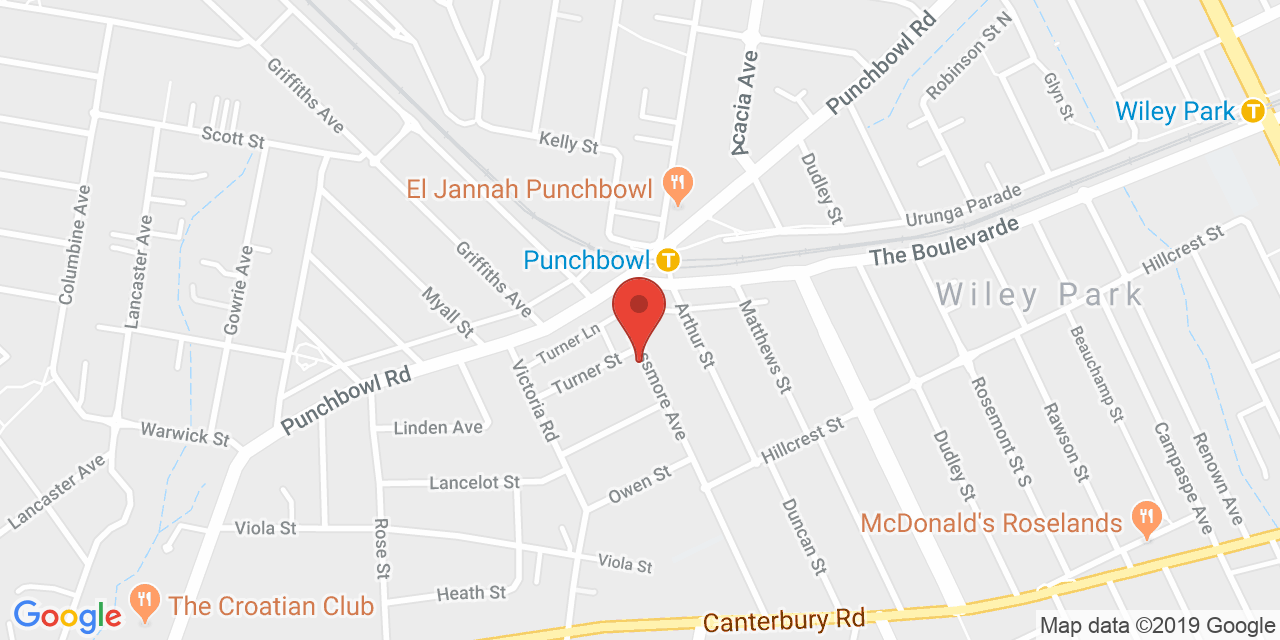 Punchbowl Rd
Robinson St N
Acacia Ave
Griffiths Ave
Glyn St
Wiley Park
Scott St
Kelly St
Dudley St
El Jannah Punchbowl
Columbine Ave
Urunga Parade
Lancaster Ave
The Boulevarde
Hillcrest St
Gowrie Ave
Griffiths Ave
Punchbowl
Myall St
Wiley Park
Arthur St
Matthews St
Turner Ln
Turner St
Beauchamp St
Punchbowl Rd
Victoria Rd
Rosemont St S
Linden Ave
Warwick St
Hillcrest St
Rawson St
Campaspe Ave
Renown Ave
Dudley St
Lancaster Ave
Lancelot St
Owen St
Duncan St
McDonald's Roselands
Viola St
Rose St
Viola St
Heath St
The Croatian Club
Google
Canterbury Rd
Map data ©2019 Google